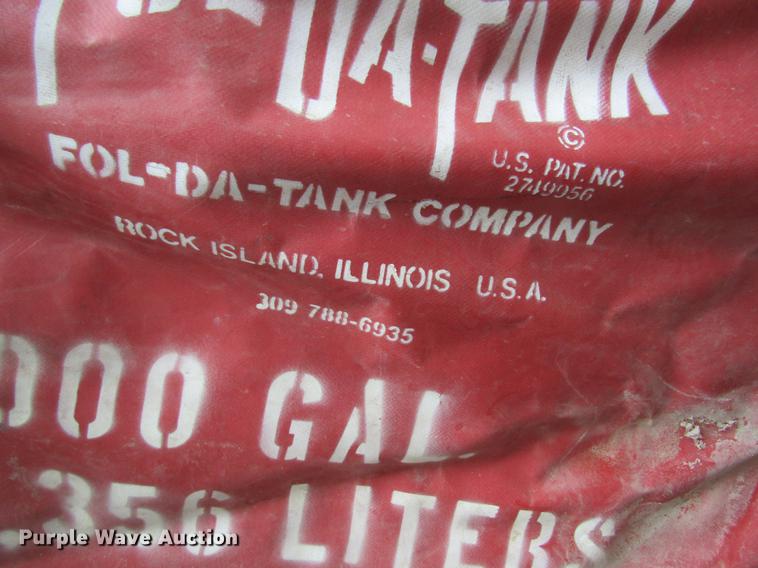 DA-TANK
©
U.S. PAT. NO.
2749956
FOL-DA-TANK COMPANY
ROCK ISLAND, ILLINOIS U.S.A.
309 788-6935
000 GAL.
356 LITERS
Purple Wave Auction